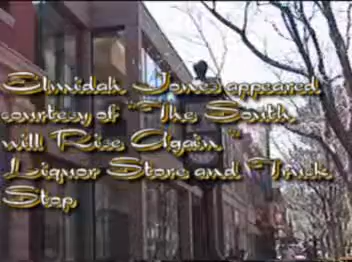 Elmidah Jones appeared
courtesy of "The South
will Rise Again"
Liquor Store and Truck
Stop